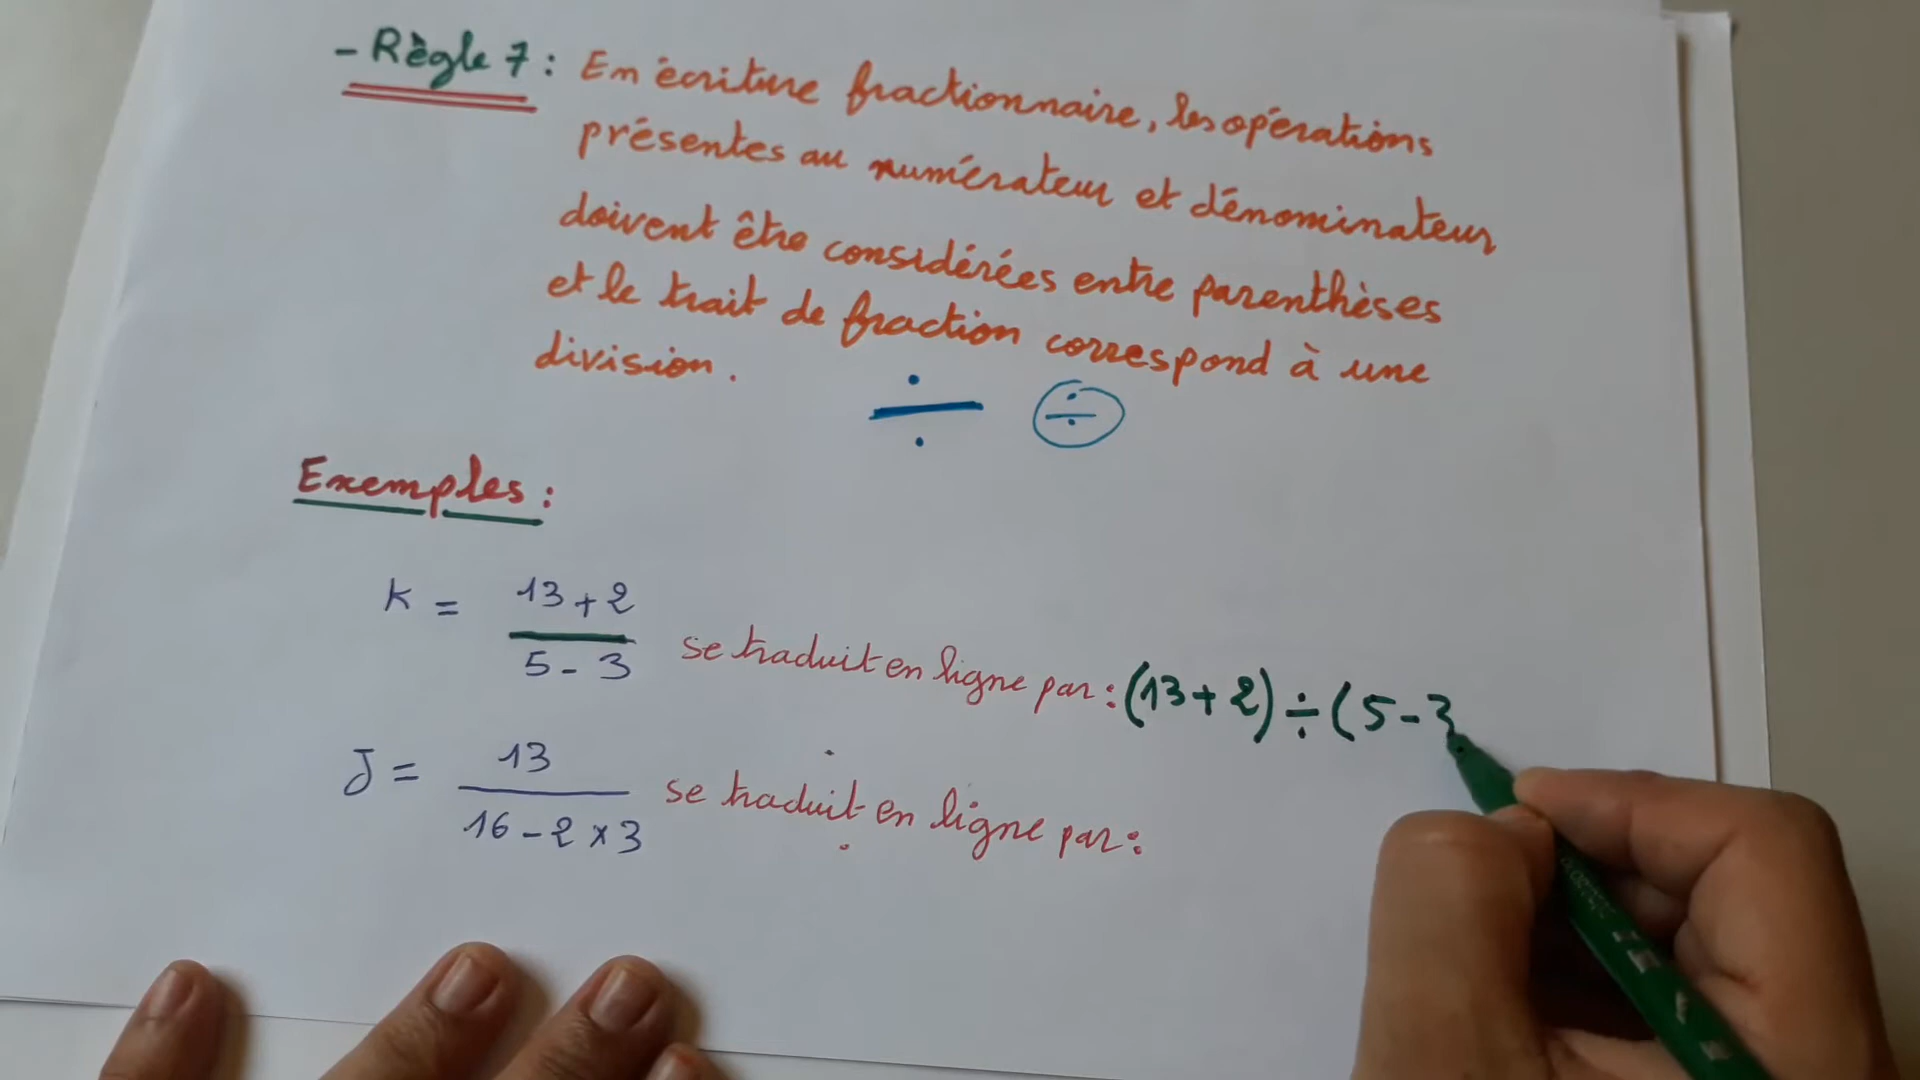 - Règle 7 : En écriture fractionnaire, les opérations
présentes au numérateur et dénominateur
doivent être considérées entre parenthèses
et le trait de fraction correspond à une
division.
÷ ÷
Exemples :
K = 13+2
5-3
se traduit en ligne par : (13+2) ÷ (5-3
J = 13
16-2×3
se traduit en ligne par :